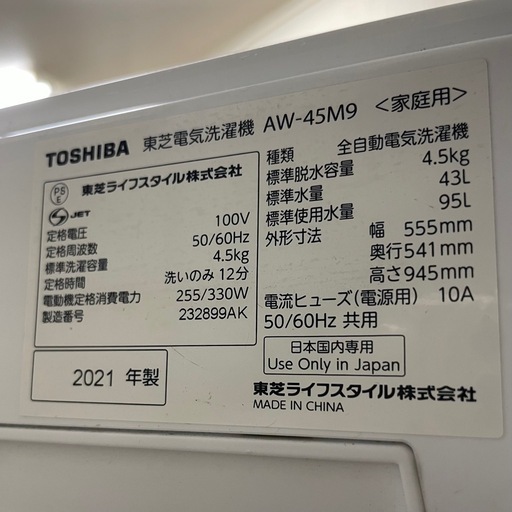 TOSHIBA 東芝電気洗濯機 AW-45M9 <家庭用>
PS
E
東芝ライフスタイル株式会社
JET
定格電圧 100V
定格周波数 50/60Hz
標準洗濯容量 4.5kg
定格時間 洗いのみ 12分
電動機定格消費電力 255/330W
製造番号 232899AK
2021 年製
種類 全自動電気洗濯機
標準脱水容量 4.5kg
標準水量 43L
標準使用水量 95L
外形寸法 幅 555mm
奥行541mm
高さ945mm
電流ヒューズ(電源用) 10A
50/60Hz 共用
日本国内専用
Use Only in Japan
東芝ライフスタイル株式会社
MADE IN CHINA